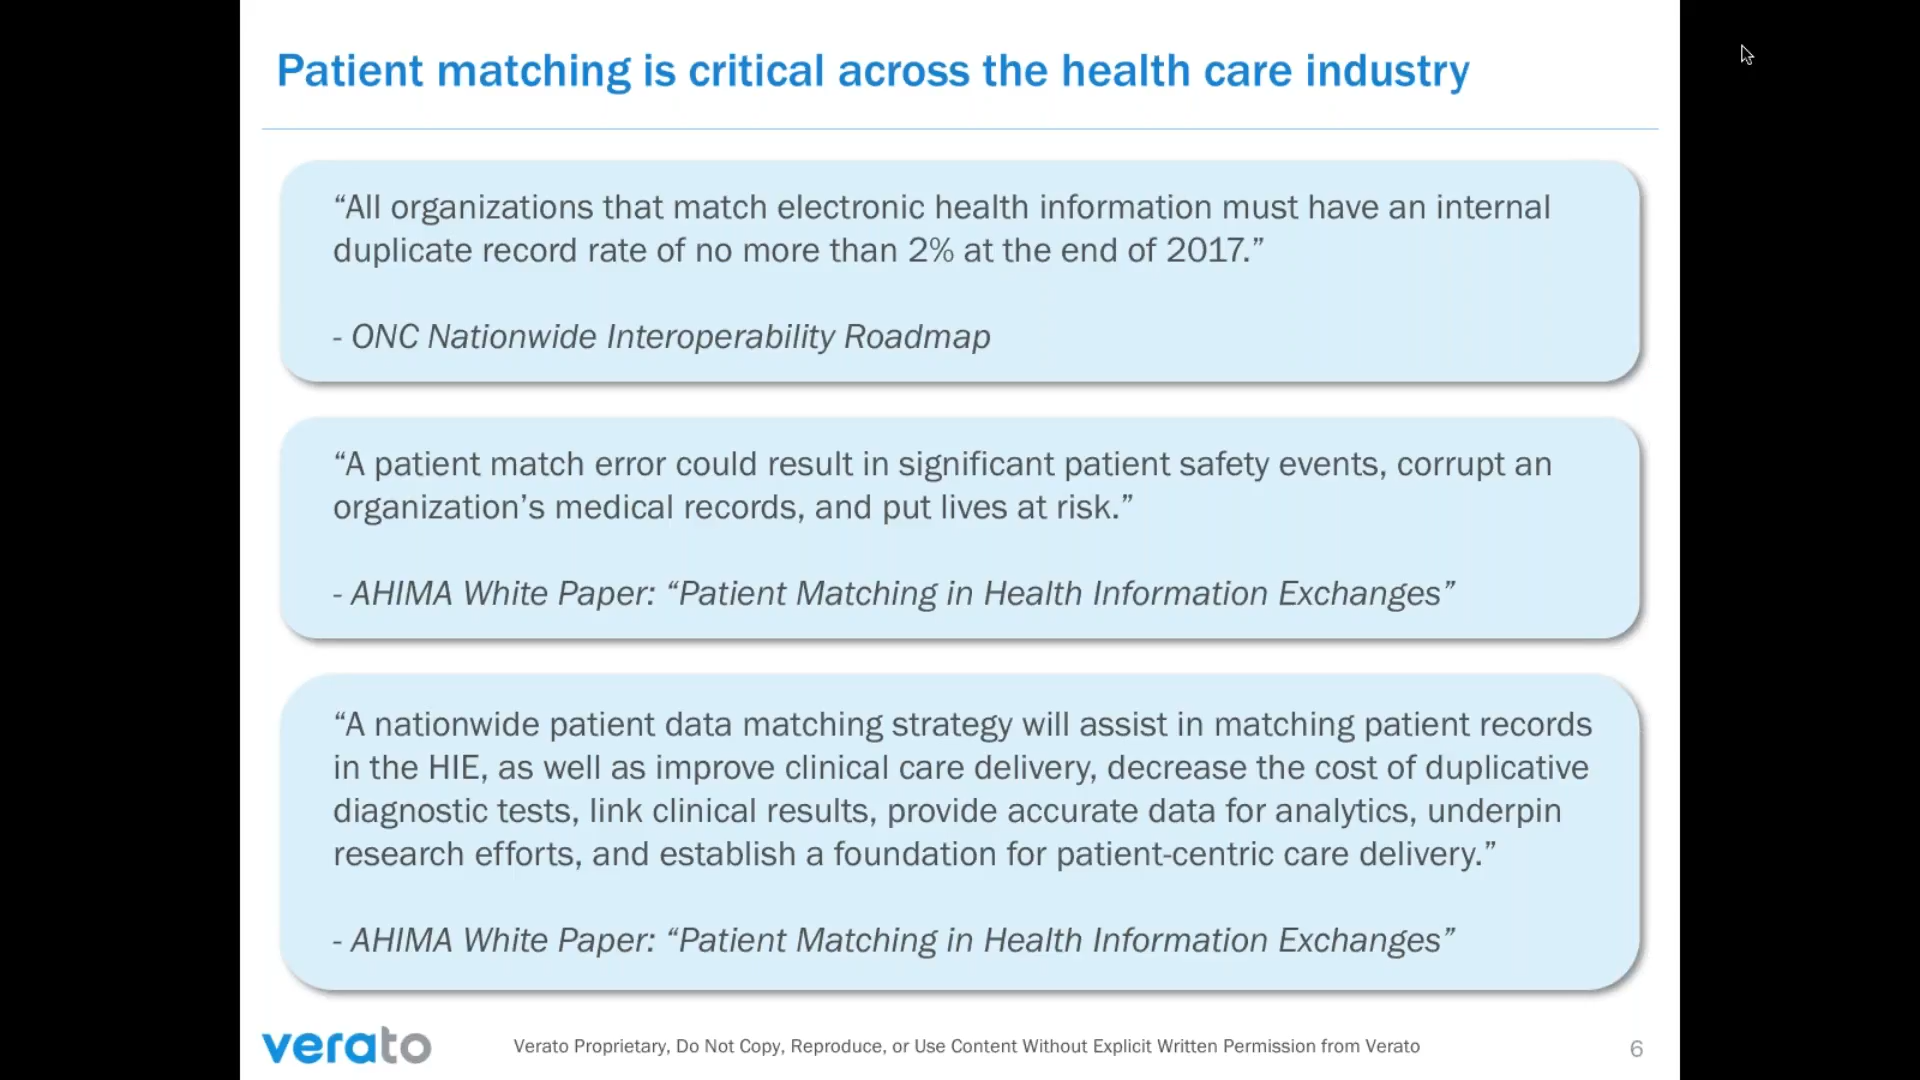 Patient matching is critical across the health care industry
“All organizations that match electronic health information must have an internal
duplicate record rate of no more than 2% at the end of 2017.”
- ONC Nationwide Interoperability Roadmap
“A patient match error could result in significant patient safety events, corrupt an
organization’s medical records, and put lives at risk.”
- AHIMA White Paper: “Patient Matching in Health Information Exchanges”
“A nationwide patient data matching strategy will assist in matching patient records
in the HIE, as well as improve clinical care delivery, decrease the cost of duplicative
diagnostic tests, link clinical results, provide accurate data for analytics, underpin
research efforts, and establish a foundation for patient-centric care delivery.”
- AHIMA White Paper: “Patient Matching in Health Information Exchanges”
verato
Verato Proprietary, Do Not Copy, Reproduce, or Use Content Without Explicit Written Permission from Verato
6